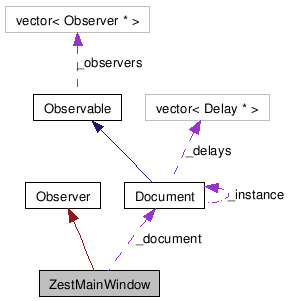 vector< Observer * >
_observers
Observable
vector< Delay * >
_delays
Observer
Document
_instance
_document
ZestMainWindow